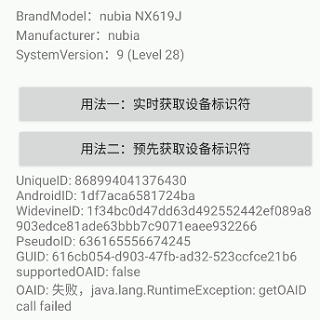 BrandModel：nubia NX619J
Manufacturer：nubia
SystemVersion：9 (Level 28)
用法一：实时获取设备标识符
用法二：预先获取设备标识符
UniqueID: 868994041376430
AndroidID: 1df7aca6581724ba
WidevineID: 1f34bc0d47dd63d492552442ef089a8
903edce81ade63bbb7c9071eaee932266
PseudoID: 636165556674245
GUID: 616cb054-d903-47fb-ad32-523ccfce21b6
supportedOAID: false
OAID: 失败，java.lang.RuntimeException: getOAID
call failed